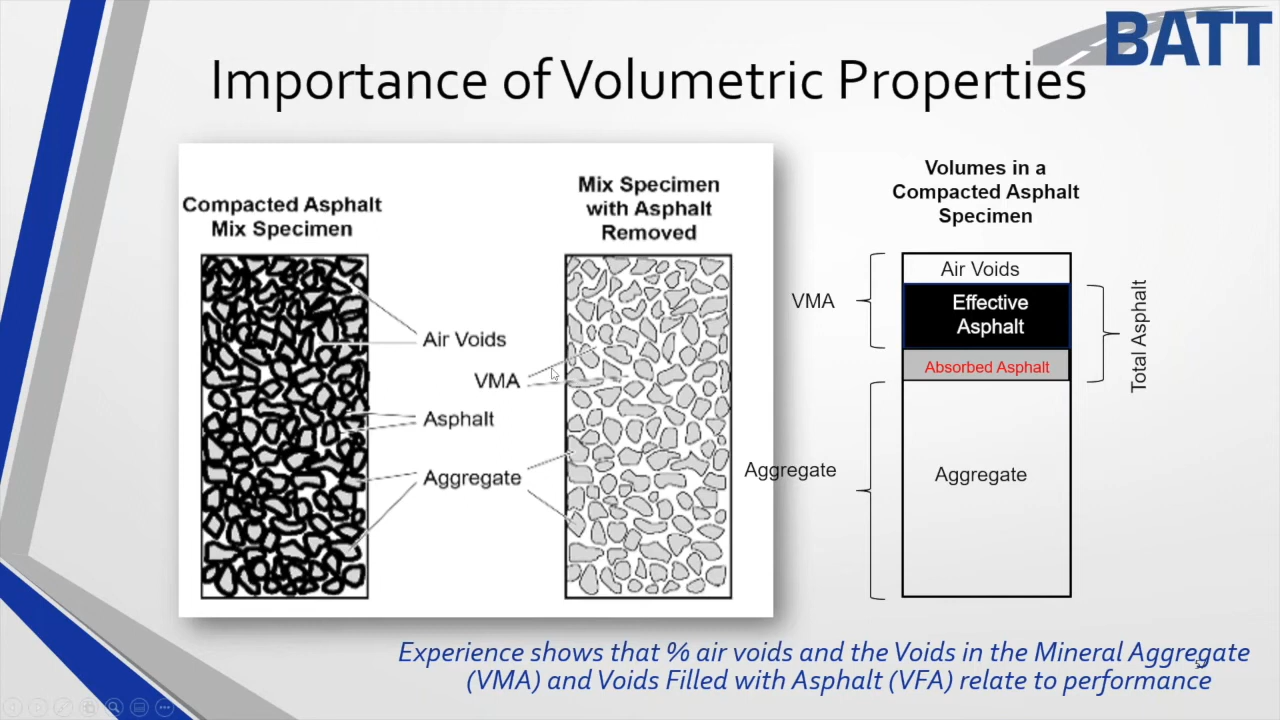 BATT
Importance of Volumetric Properties
Compacted Asphalt
Mix Specimen
Mix Specimen
with Asphalt
Removed
Air Voids
VMA
Asphalt
Aggregate
Volumes in a
Compacted Asphalt
Specimen
VMA
Air Voids
Effective
Asphalt
Absorbed Asphalt
Total Asphalt
Aggregate
Aggregate
Experience shows that % air voids and the Voids in the Mineral Aggregate
(VMA) and Voids Filled with Asphalt (VFA) relate to performance